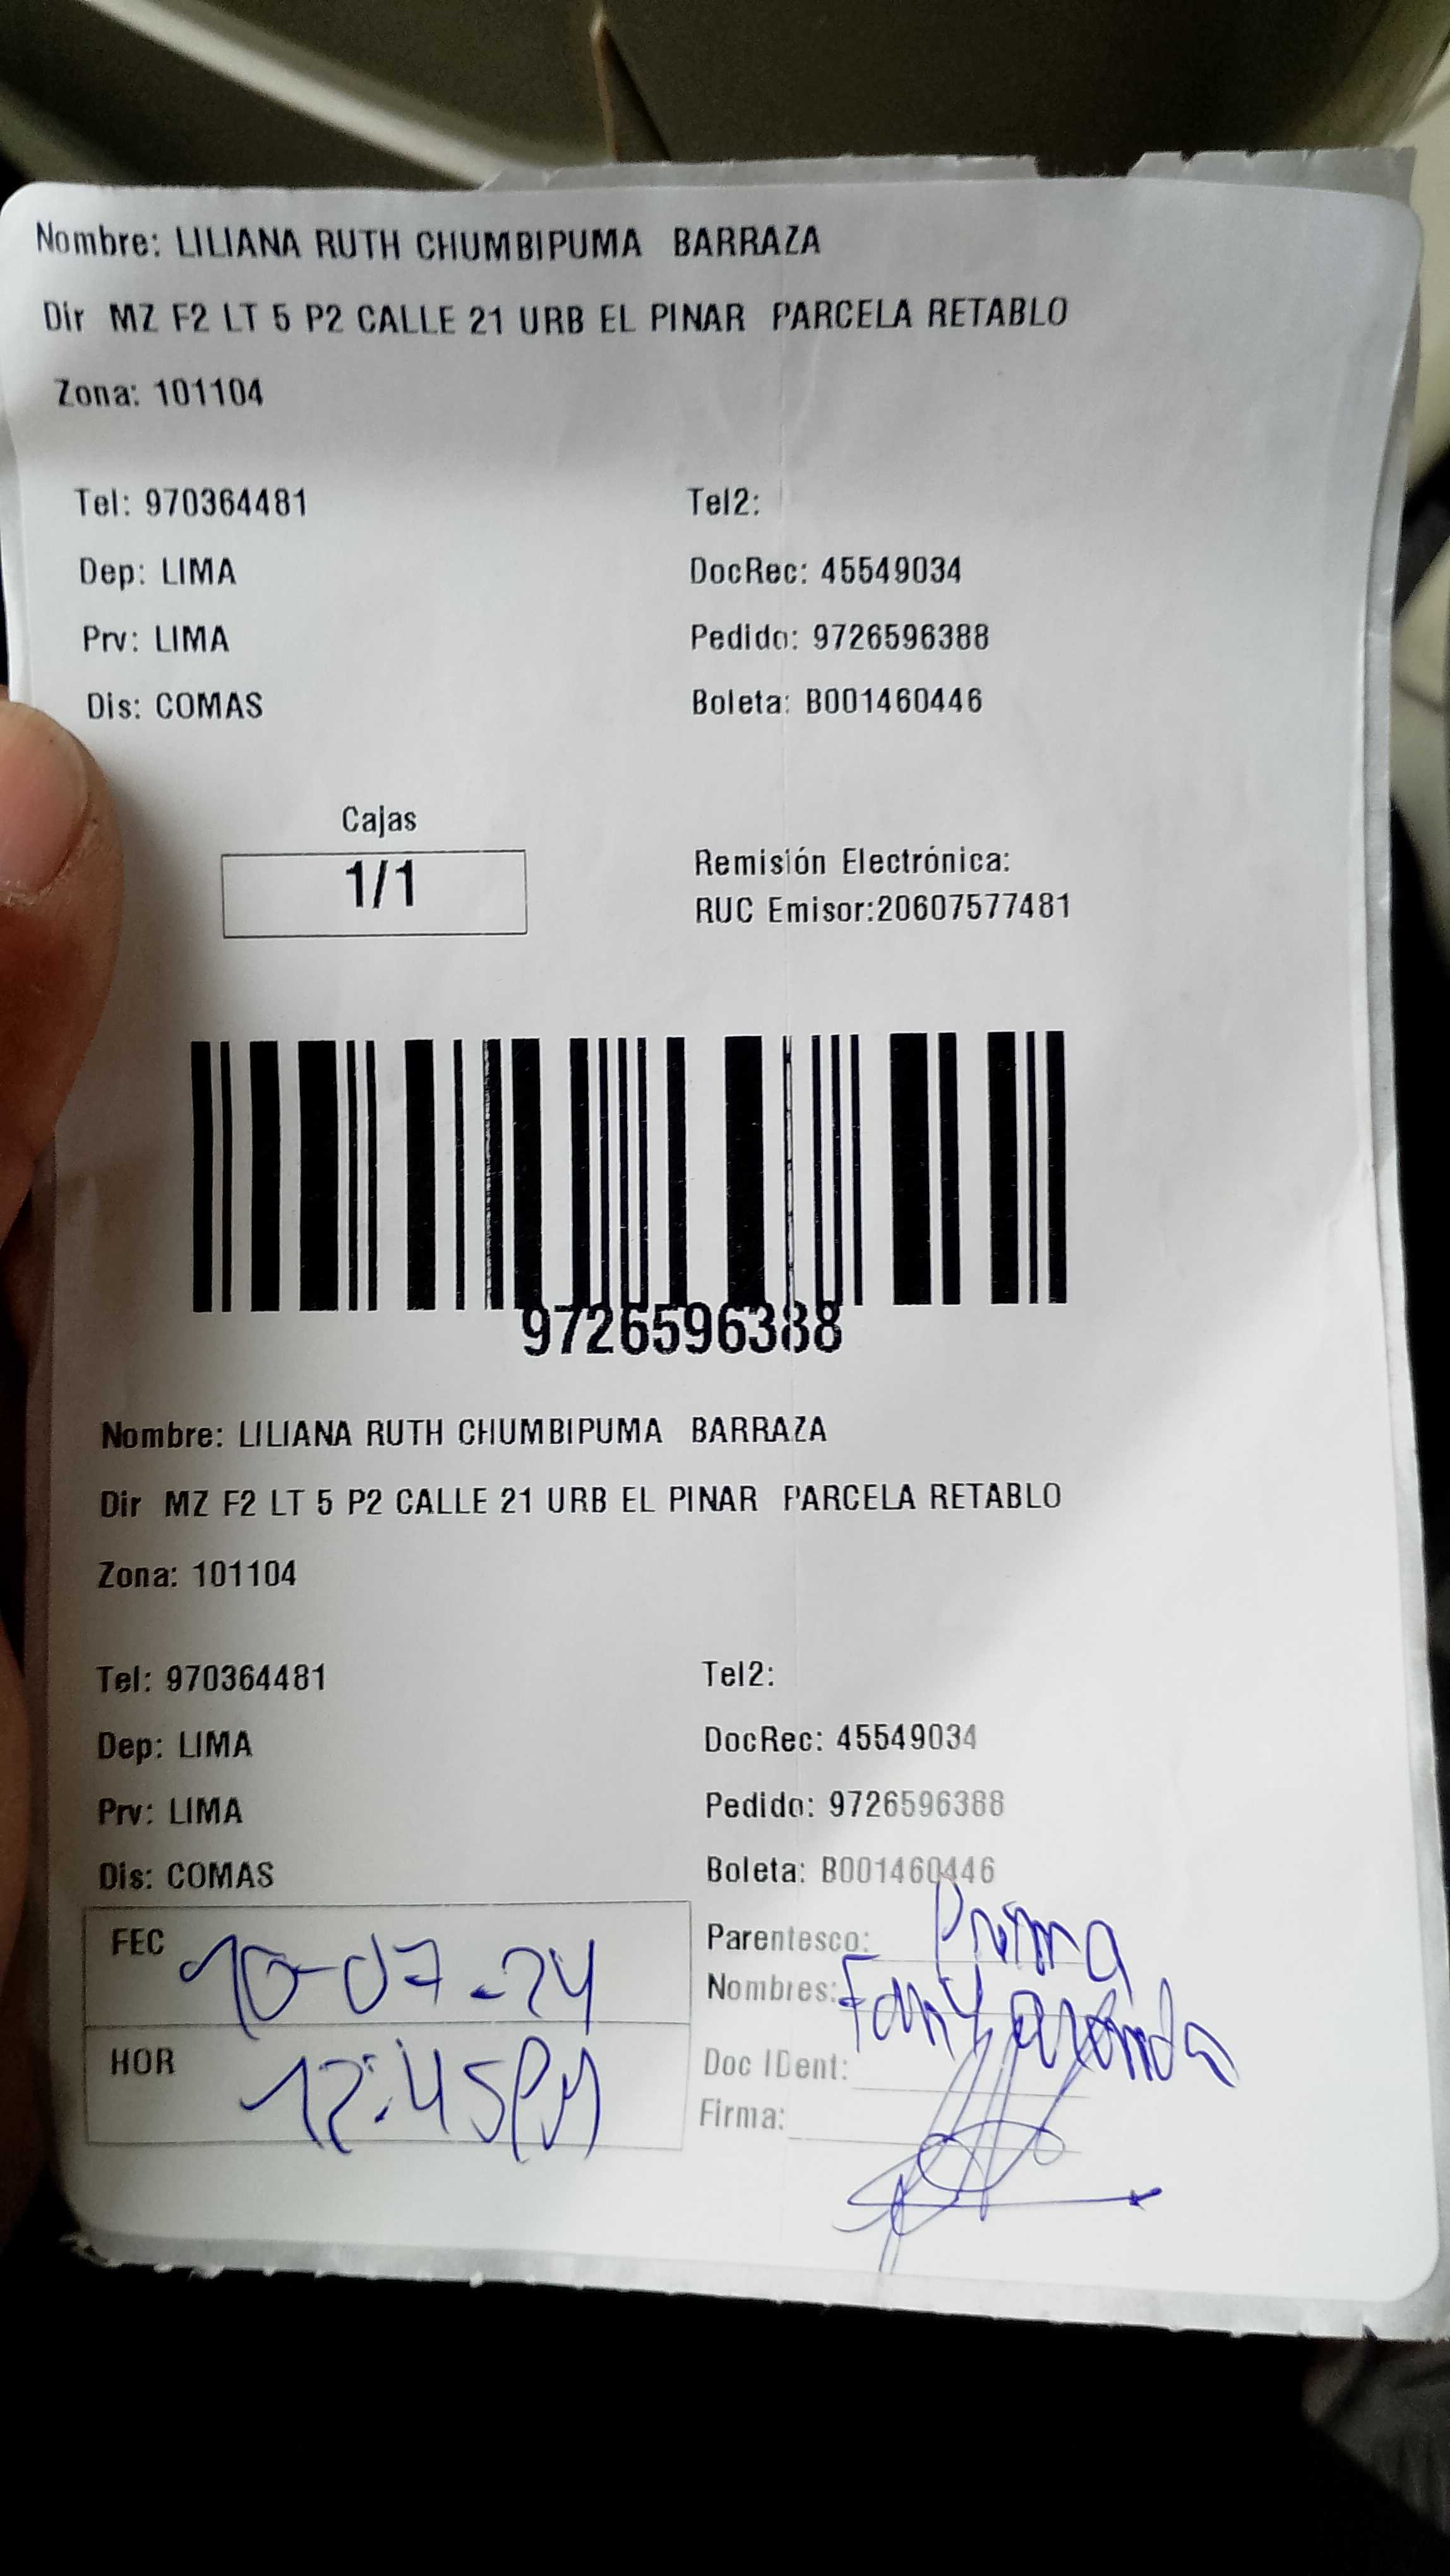 Nombre: LILIANA RUTH CHUMBIPUMA BARRAZA
Dir MZ F2 LT 5 P2 CALLE 21 URB EL PINAR PARCELA RETABLO
Zona: 101104
Tel: 970364481 Tel2:
Dep: LIMA DocRec: 45549034
Prv: LIMA Pedido: 9726596388
Dis: COMAS Boleta: B001460446
Cajas
1/1
Remisión Electrónica:
RUC Emisor:20607577481
9726596388
Nombre: LILIANA RUTH CHUMBIPUMA BARRAZA
Dir MZ F2 LT 5 P2 CALLE 21 URB EL PINAR PARCELA RETABLO
Zona: 101104
Tel: 970364481 Tel2:
Dep: LIMA DocRec: 45549034
Prv: LIMA Pedido: 9726596388
Dis: COMAS Boleta: B001460446
FEC 10-07-24
HOR 12:45PM
Parentesco: Prima
Nombres: Fany
Doc IDent:
Firma: